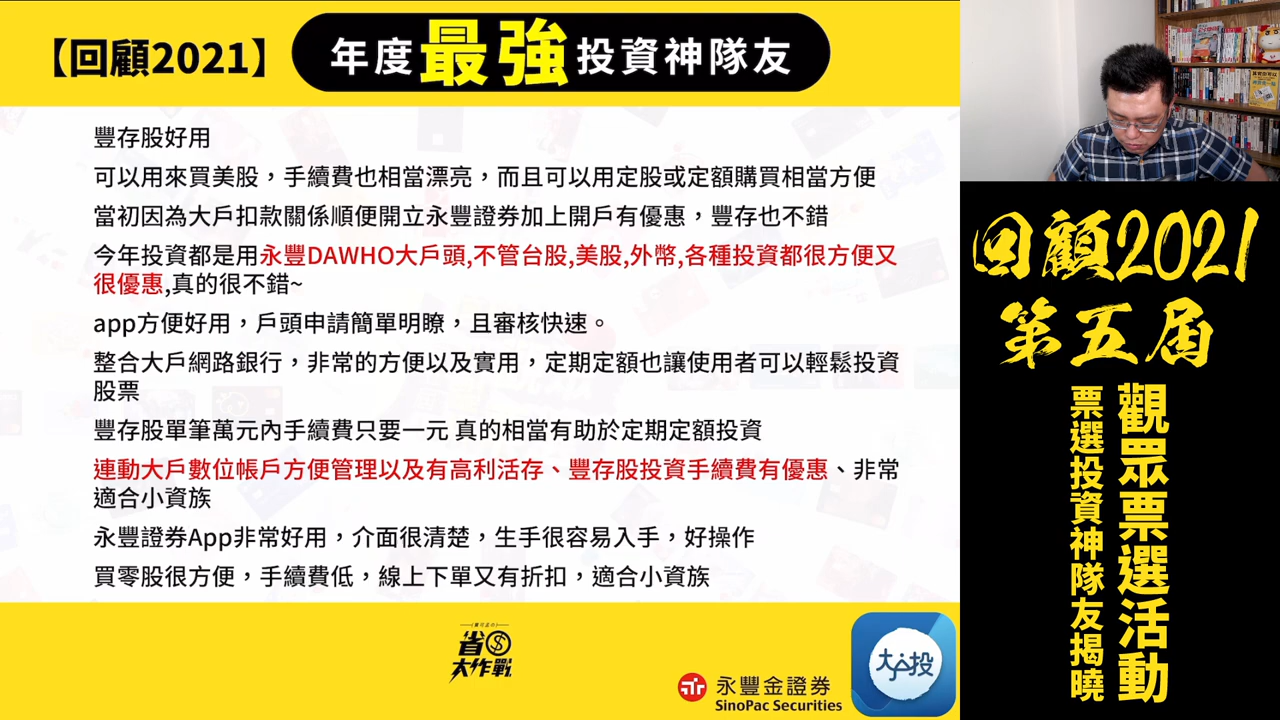 【回顧2021】
年度最強投資神隊友
豐存股好用
可以用來買美股，手續費也相當漂亮，而且可以用定股或定額購買相當方便
當初因為大戶扣款關係順便開立永豐證券加上開戶有優惠，豐存也不錯
今年投資都是用永豐DAWHO大戶頭,不管台股,美股,外幣,各種投資都很方便又
很優惠,真的很不錯~
app方便好用，戶頭申請簡單明瞭，且審核快速。
整合大戶網路銀行，非常的方便以及實用，定期定額也讓使用者可以輕鬆投資
股票
豐存股單筆萬元內手續費只要一元 真的相當有助於定期定額投資
連動大戶數位帳戶方便管理以及有高利活存、豐存股投資手續費有優惠、非常
適合小資族
永豐證券App非常好用，介面很清楚，生手很容易入手，好操作
買零股很方便，手續費低，線上下單又有折扣，適合小資族
省
大作戰
永豐金證券
SinoPac Securities
大戶投
回顧2021
第五屆
觀眾票選活動
票選投資神隊友揭曉